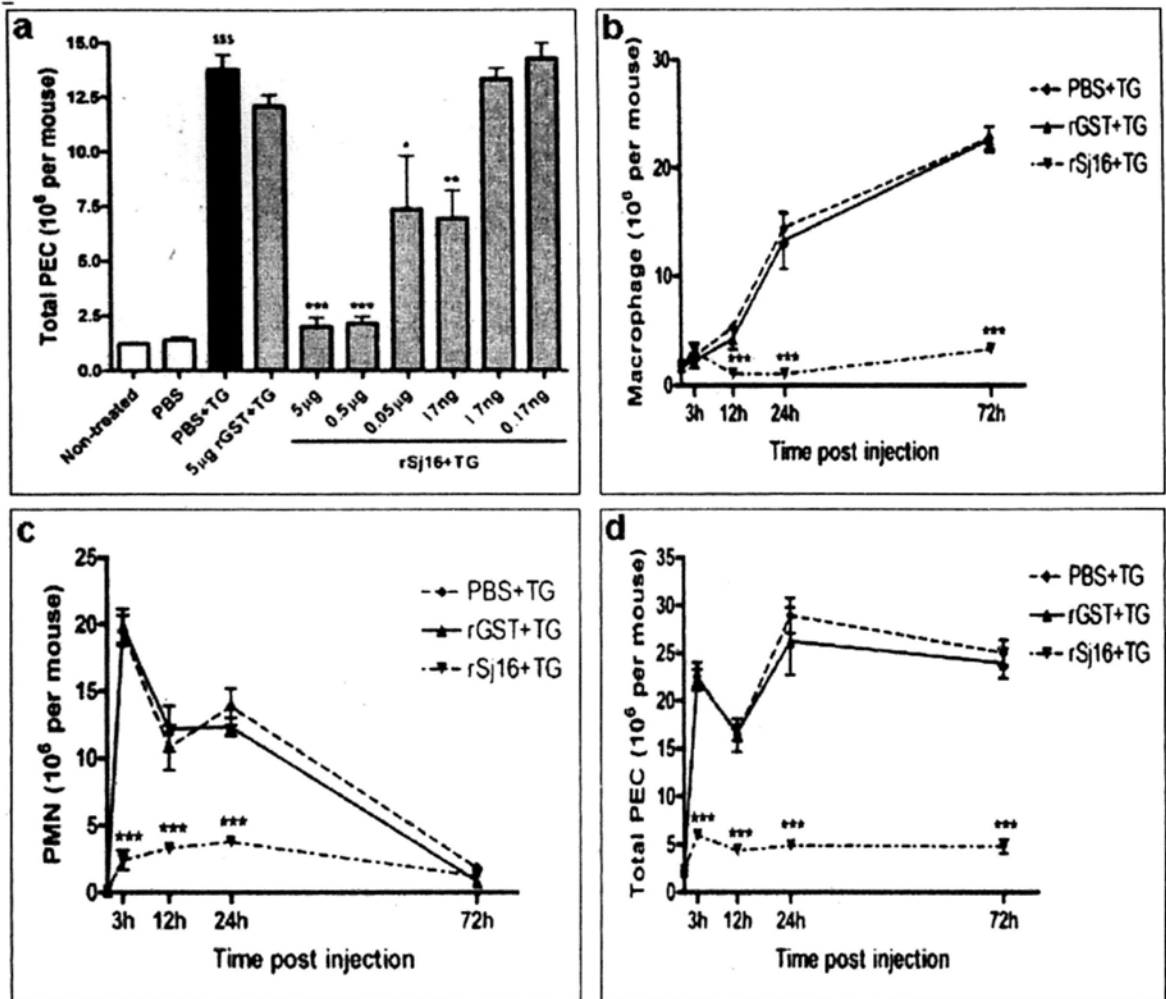 a
Total PEC (10⁶ per mouse)
15.0
12.5
10.0
7.5
5.0
2.5
0.0
$$$
***
***
*
**
Non-treated
PBS
PBS+TG
5μg rGST+TG
5μg
0.5μg
0.05μg
17ng
1.7ng
0.17ng
rSj16+TG
b
Macrophage (10⁶ per mouse)
30
20
10
0
PBS+TG
rGST+TG
rSj16+TG
***
***
***
3h 12h 24h 72h
Time post injection
c
PMN (10⁶ per mouse)
25
20
15
10
5
0
PBS+TG
rGST+TG
rSj16+TG
***
***
***
3h 12h 24h 72h
Time post injection
d
Total PEC (10⁶ per mouse)
35
30
25
20
15
10
5
0
PBS+TG
rGST+TG
rSj16+TG
***
***
***
***
3h 12h 24h 72h
Time post injection